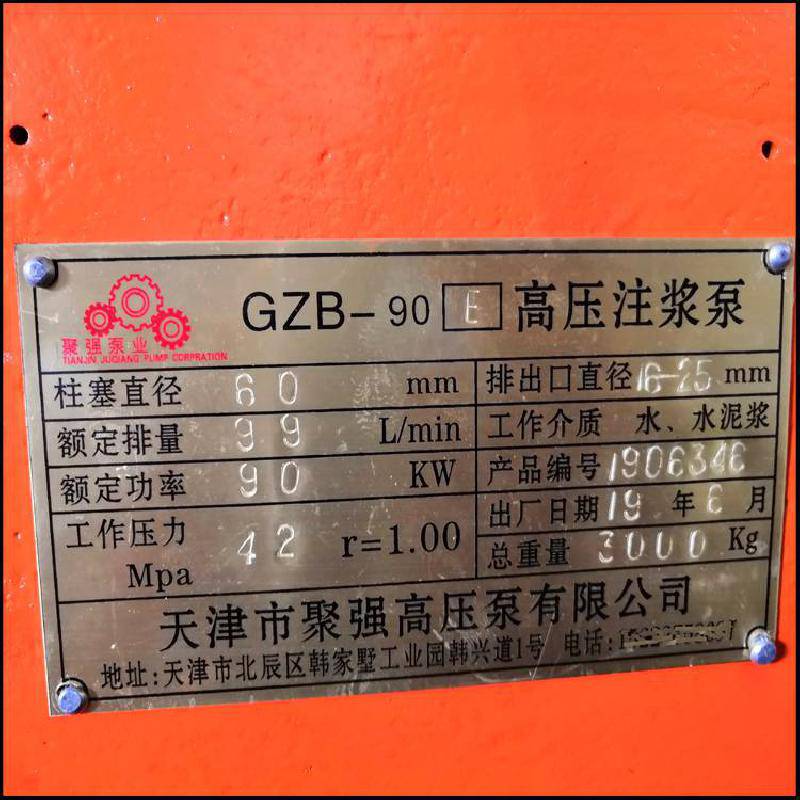 GZB-90 E 高压注浆泵
聚强泵业
TIANJINI JUQIANG PUMP CORPRATION
柱塞直径 60 mm 排出口直径 16-25 mm
额定排量 99 L/min 工作介质 水、水泥浆
额定功率 90 KW 产品编号 1906346
工作压力 Mpa 42 r=1.00 出厂日期 19 年 6 月
总重量 3000 Kg
天津市聚强高压泵有限公司
地址:天津市北辰区韩家墅工业园韩兴道1号 电话: